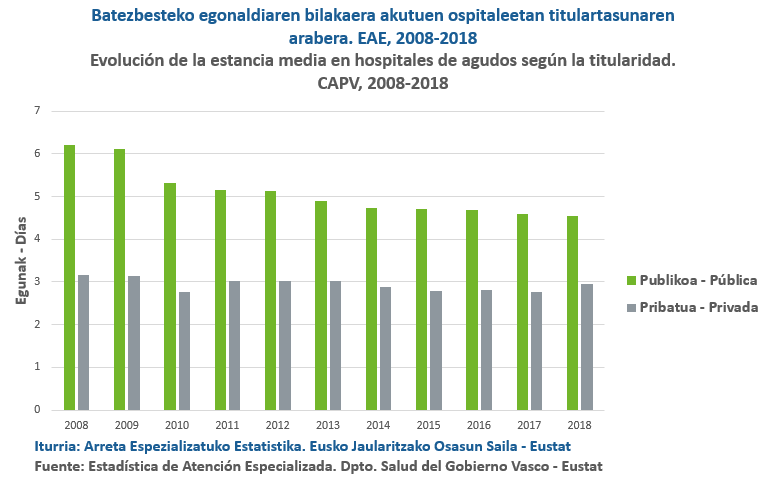 Batezbesteko egonaldiaren bilakaera akutuen ospitaleetan titulartasunaren
arabera. EAE, 2008-2018
Evolución de la estancia media en hospitales de agudos según la titularidad.
CAPV, 2008-2018
7
6
5
4
3
2
1
0
Egunak - Días
2008 2009 2010 2011 2012 2013 2014 2015 2016 2017 2018
Publikoa - Pública
Pribatua - Privada
Iturria: Arreta Espezializatuko Estatistika. Eusko Jaularitzako Osasun Saila - Eustat
Fuente: Estadística de Atención Especializada. Dpto. Salud del Gobierno Vasco - Eustat